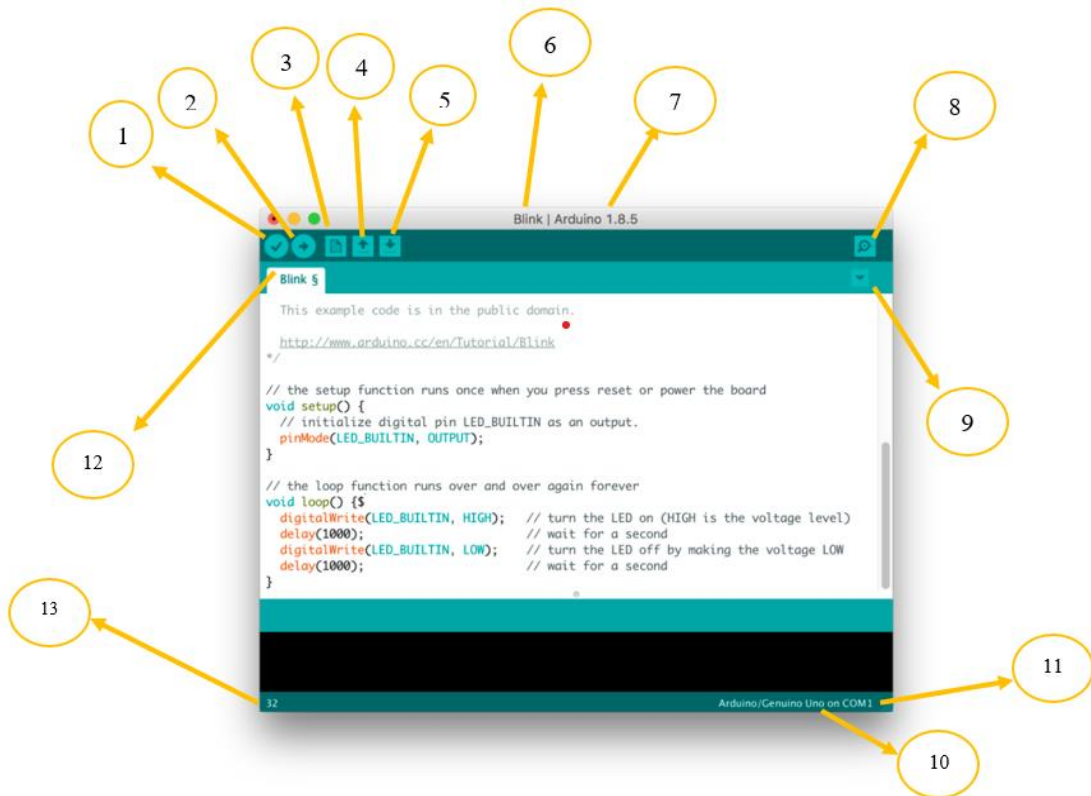 6
3
4
7
2
5
8
1
Blink | Arduino 1.8.5
Blink §
This example code is in the public domain.
http://www.arduino.cc/en/Tutorial/Blink
*/
// the setup function runs once when you press reset or power the board
void setup() {
// initialize digital pin LED_BUILTIN as an output.
pinMode(LED_BUILTIN, OUTPUT);
}
9
12
// the loop function runs over and over again forever
void loop() {$
digitalWrite(LED_BUILTIN, HIGH);   // turn the LED on (HIGH is the voltage level)
delay(1000);                       // wait for a second
digitalWrite(LED_BUILTIN, LOW);    // turn the LED off by making the voltage LOW
delay(1000);                       // wait for a second
}
13
11
32
Arduino/Genuino Uno on COM1
10